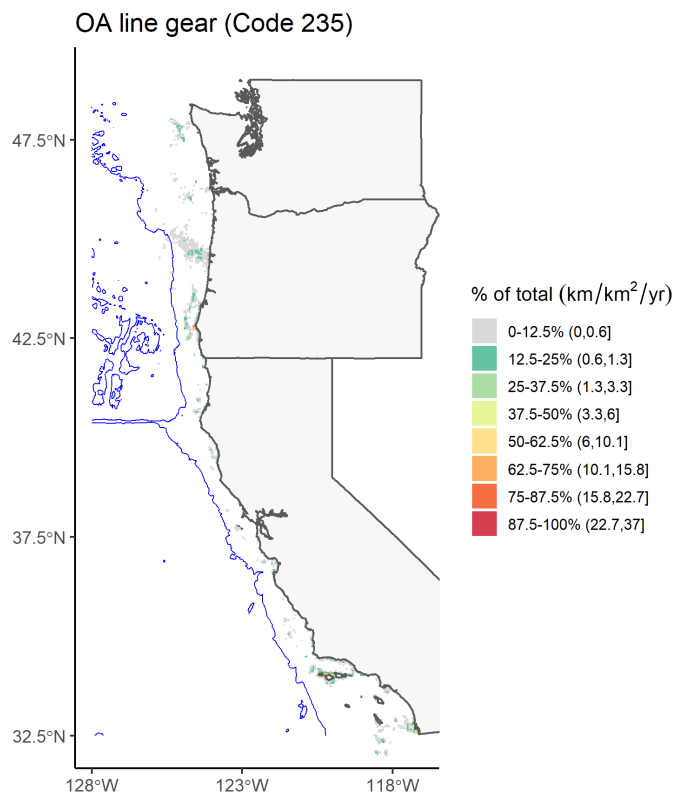 OA line gear (Code 235)
47.5°N
42.5°N
37.5°N
32.5°N
128°W
123°W
118°W
% of total (km/km²/yr)
0-12.5% (0,0.6]
12.5-25% (0.6,1.3]
25-37.5% (1.3,3.3]
37.5-50% (3.3,6]
50-62.5% (6,10.1]
62.5-75% (10.1,15.8]
75-87.5% (15.8,22.7]
87.5-100% (22.7,37]